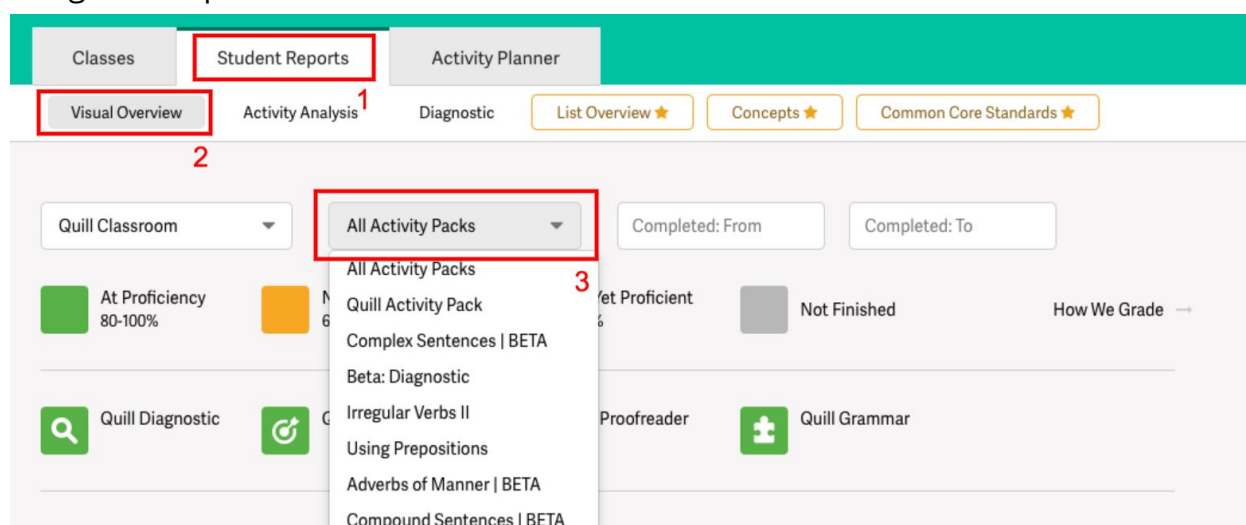 Classes Student Reports Activity Planner
1
Visual Overview Activity Analysis Diagnostic List Overview Concepts Common Core Standards
2
Quill Classroom All Activity Packs Completed: From Completed: To
3
All Activity Packs
Quill Activity Pack
Complex Sentences | BETA
Beta: Diagnostic
Irregular Verbs II
Using Prepositions
Adverbs of Manner | BETA
Compound Sentences | BETA
At Proficiency
80-100%
Proficient
Not Finished
How We Grade →
Quill Diagnostic
Proofreader
Quill Grammar